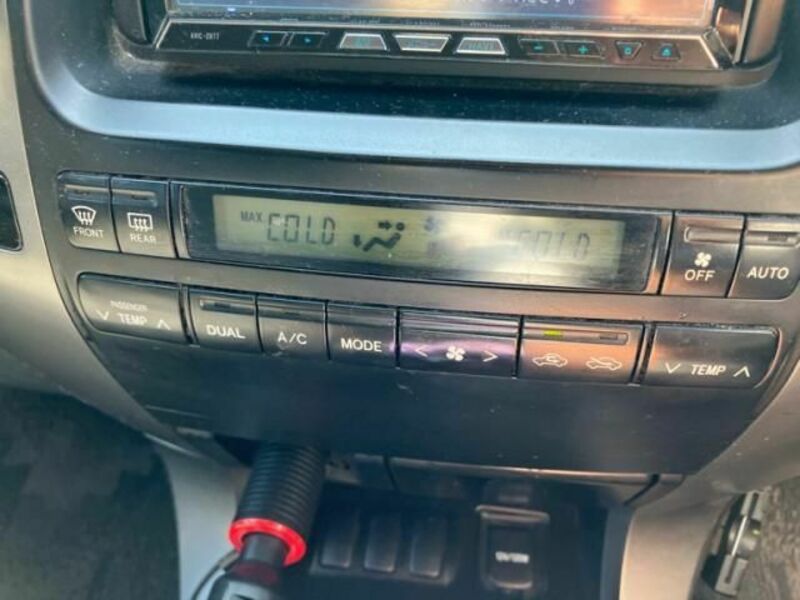 FRONT
REAR
MAX COLD
COLD
OFF
AUTO
PASSENGER
TEMP
DUAL
A/C
MODE
TEMP